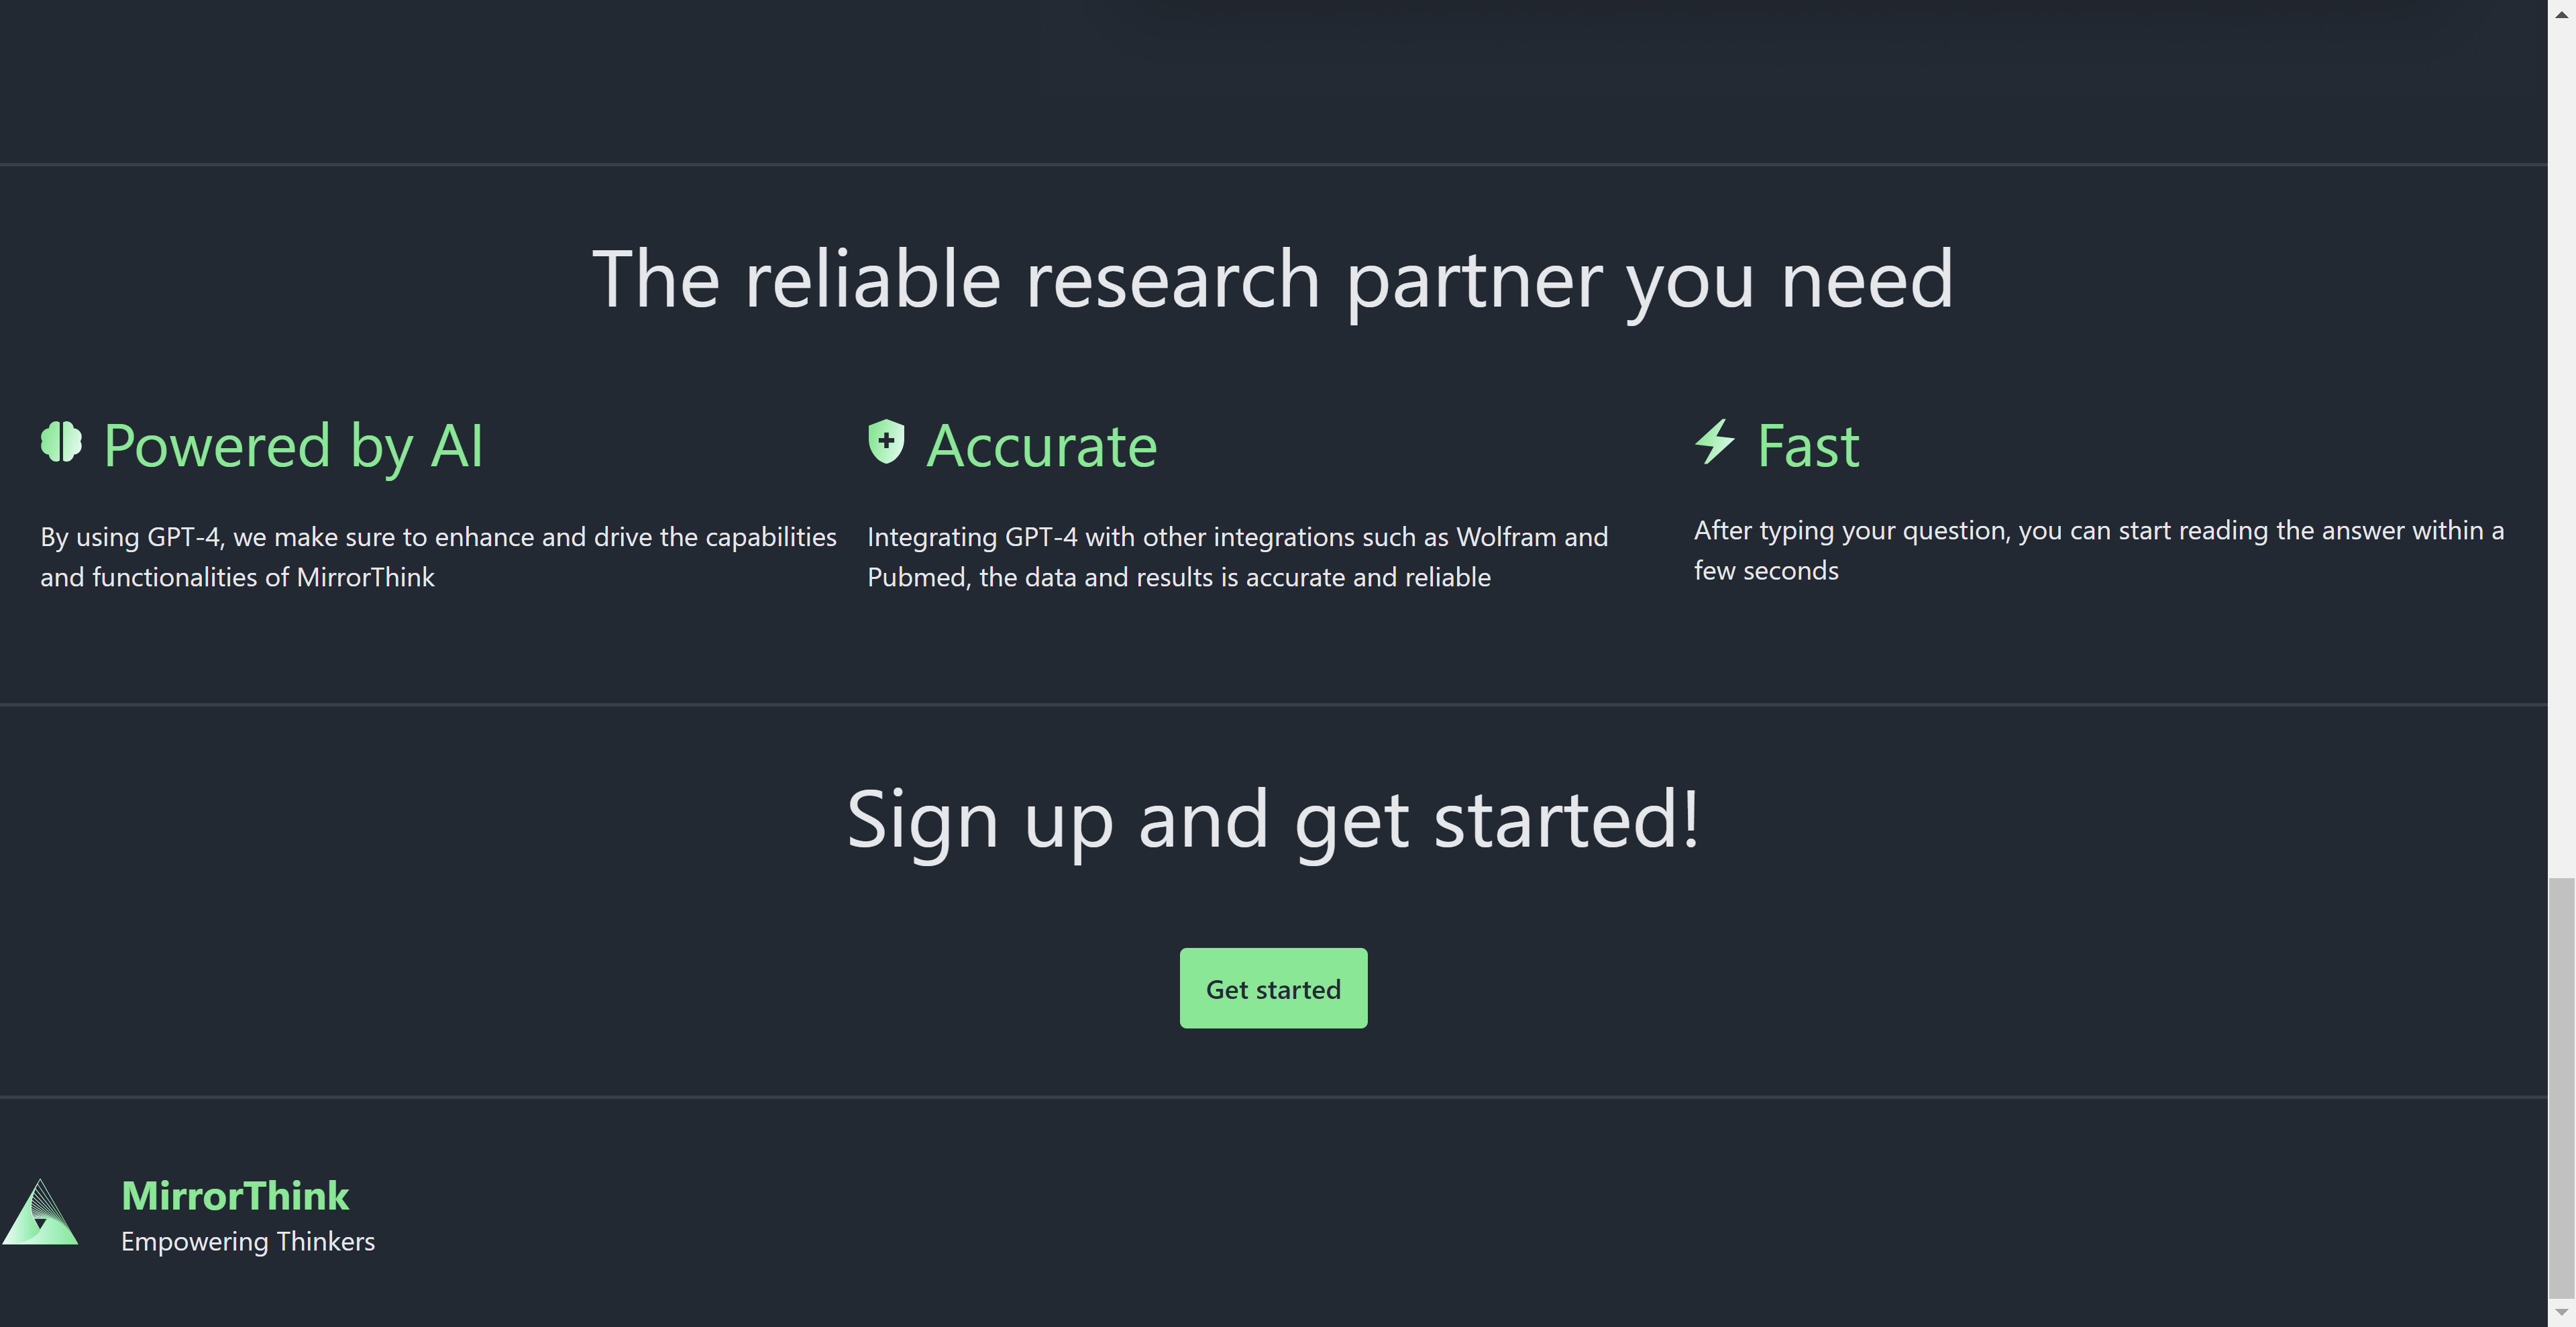 The reliable research partner you need
Powered by AI
By using GPT-4, we make sure to enhance and drive the capabilities
and functionalities of MirrorThink
Accurate
Integrating GPT-4 with other integrations such as Wolfram and
Pubmed, the data and results is accurate and reliable
Fast
After typing your question, you can start reading the answer within a
few seconds
Sign up and get started!
Get started
MirrorThink
Empowering Thinkers